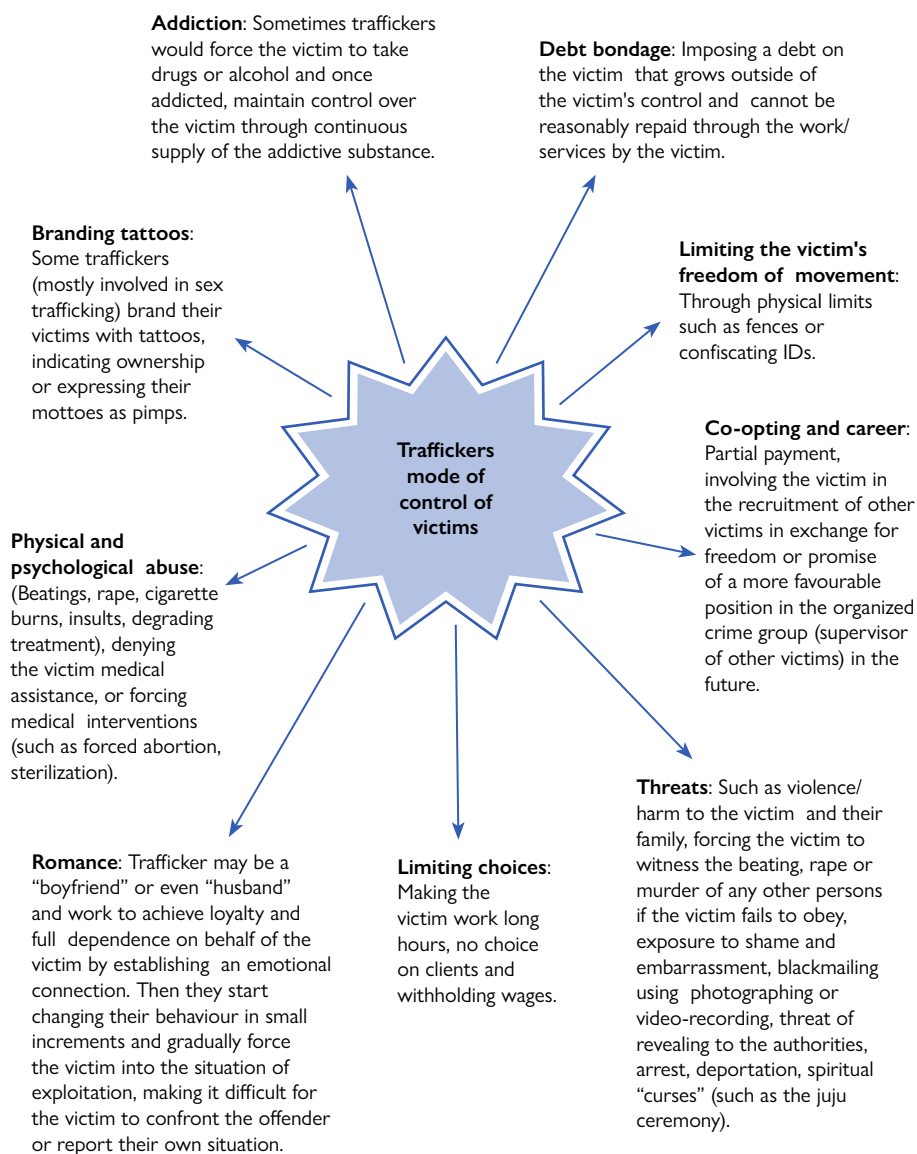 Addiction: Sometimes traffickers
would force the victim to take
drugs or alcohol and once
addicted, maintain control over
the victim through continuous
supply of the addictive substance.
Debt bondage: Imposing a debt on
the victim that grows outside of
the victim's control and cannot be
reasonably repaid through the work/
services by the victim.
Branding tattoos:
Some traffickers
(mostly involved in sex
trafficking) brand their
victims with tattoos,
indicating ownership
or expressing their
mottoes as pimps.
Limiting the victim's
freedom of movement:
Through physical limits
such as fences or
confiscating IDs.
Traffickers
mode of
control of
victims
Co-opting and career:
Partial payment,
involving the victim in
the recruitment of other
victims in exchange for
freedom or promise
of a more favourable
position in the organized
crime group (supervisor
of other victims) in the
future.
Physical and
psychological abuse:
(Beatings, rape, cigarette
burns, insults, degrading
treatment), denying
the victim medical
assistance, or forcing
medical interventions
(such as forced abortion,
sterilization).
Romance: Trafficker may be a
“boyfriend” or even “husband”
and work to achieve loyalty and
full dependence on behalf of the
victim by establishing an emotional
connection. Then they start
changing their behaviour in small
increments and gradually force
the victim into the situation of
exploitation, making it difficult for
the victim to confront the offender
or report their own situation.
Limiting choices:
Making the
victim work long
hours, no choice
on clients and
withholding wages.
Threats: Such as violence/
harm to the victim and their
family, forcing the victim to
witness the beating, rape or
murder of any other persons
if the victim fails to obey,
exposure to shame and
embarrassment, blackmailing
using photographing or
video-recording, threat of
revealing to the authorities,
arrest, deportation, spiritual
“curses” (such as the juju
ceremony).